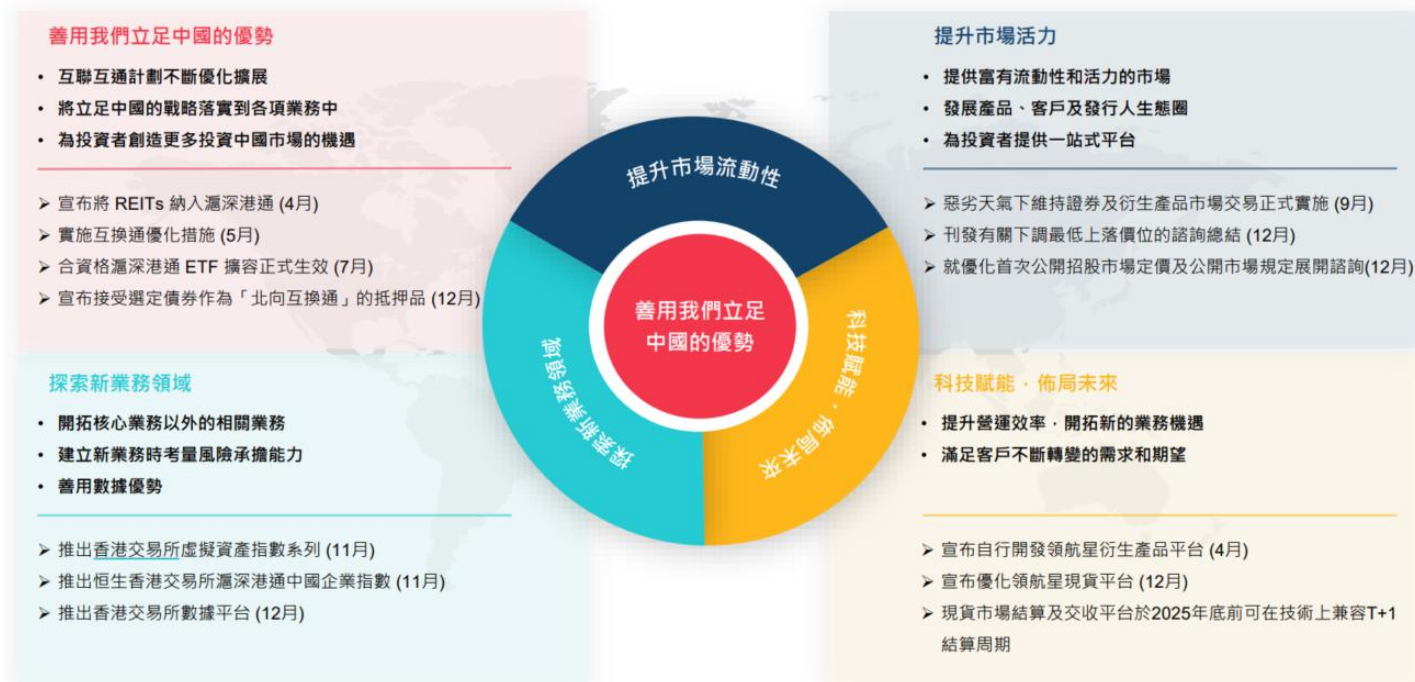 善用我們立足中國的優勢
• 互聯互通計劃不斷優化擴展
• 將立足中國的戰略落實到各項業務中
• 為投資者創造更多投資中國市場的機遇
➢ 宣布將 REITs 納入滬深港通 (4月)
➢ 實施互換通優化措施 (5月)
➢ 合資格滬深港通 ETF 擴容正式生效 (7月)
➢ 宣布接受選定債券作為「北向互換通」的抵押品 (12月)
提升市場活力
• 提供富有流動性和活力的市場
• 發展產品、客戶及發行人生態圈
• 為投資者提供一站式平台
➢ 惡劣天氣下維持證券及衍生產品市場交易正式實施 (9月)
➢ 刊發有關下調最低上落價位的諮詢總結 (12月)
➢ 就優化首次公開招股市場定價及公開市場規定展開諮詢(12月)
提升市場流動性
善用我們立足
中國的優勢
探索新業務領域
科技賦能，佈局未來
探索新業務領域
• 開拓核心業務以外的相關業務
• 建立新業務時考量風險承擔能力
• 善用數據優勢
➢ 推出香港交易所虛擬資產指數系列 (11月)
➢ 推出恒生香港交易所滬深港通中國企業指數 (11月)
➢ 推出香港交易所數據平台 (12月)
科技賦能，佈局未來
• 提升營運效率，開拓新的業務機遇
• 滿足客戶不斷轉變的需求和期望
➢ 宣布自行開發領航星衍生產品平台 (4月)
➢ 宣布優化領航星現貨平台 (12月)
➢ 現貨市場結算及交收平台於2025年底前可在技術上兼容T+1
結算周期